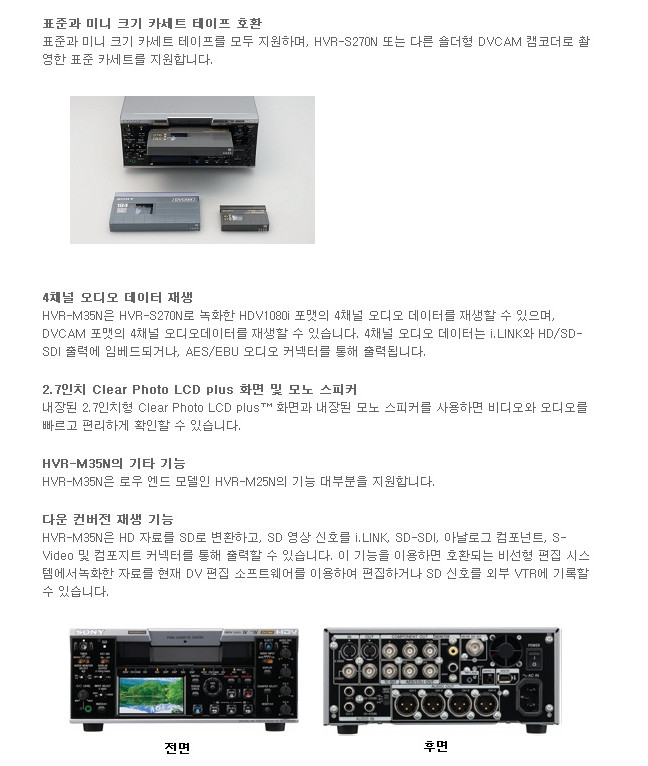 표준과 미니 크기 카세트 테이프 호환
표준과 미니 크기 카세트 테이프를 모두 지원하며, HVR-S270N 또는 다른 숄더형 DVCAM 캠코더로 촬
영한 표준 카세트를 지원합니다.
SONY
DVCAM
184
4채널 오디오 데이터 재생
HVR-M35N은 HVR-S270N로 녹화한 HDV1080i 포맷의 4채널 오디오 데이터를 재생할 수 있으며,
DVCAM 포맷의 4채널 오디오데이터를 재생할 수 있습니다. 4채널 오디오 데이터는 i.LINK와 HD/SD-
SDI 출력에 임베드되거나, AES/EBU 오디오 커넥터를 통해 출력됩니다.
2.7인치 Clear Photo LCD plus 화면 및 모노 스피커
내장된 2.7인치형 Clear Photo LCD plus™ 화면과 내장된 모노 스피커를 사용하면 비디오와 오디오를
빠르고 편리하게 확인할 수 있습니다.
HVR-M35N의 기타 기능
HVR-M35N은 로우 엔드 모델인 HVR-M25N의 기능 대부분을 지원합니다.
다운 컨버전 재생 기능
HVR-M35N은 HD 자료를 SD로 변환하고, SD 영상 신호를 i.LINK, SD-SDI, 아날로그 컴포넌트, S-
Video 및 컴포지트 커넥터를 통해 출력할 수 있습니다. 이 기능을 이용하면 호환되는 비선형 편집 시스
템에서녹화한 자료를 현재 DV 편집 소프트웨어를 이용하여 편집하거나 SD 신호를 외부 VTR에 기록할
수 있습니다.
SONY
HDV
COMPONENT OUT
POWER
AC IN
전면
후면